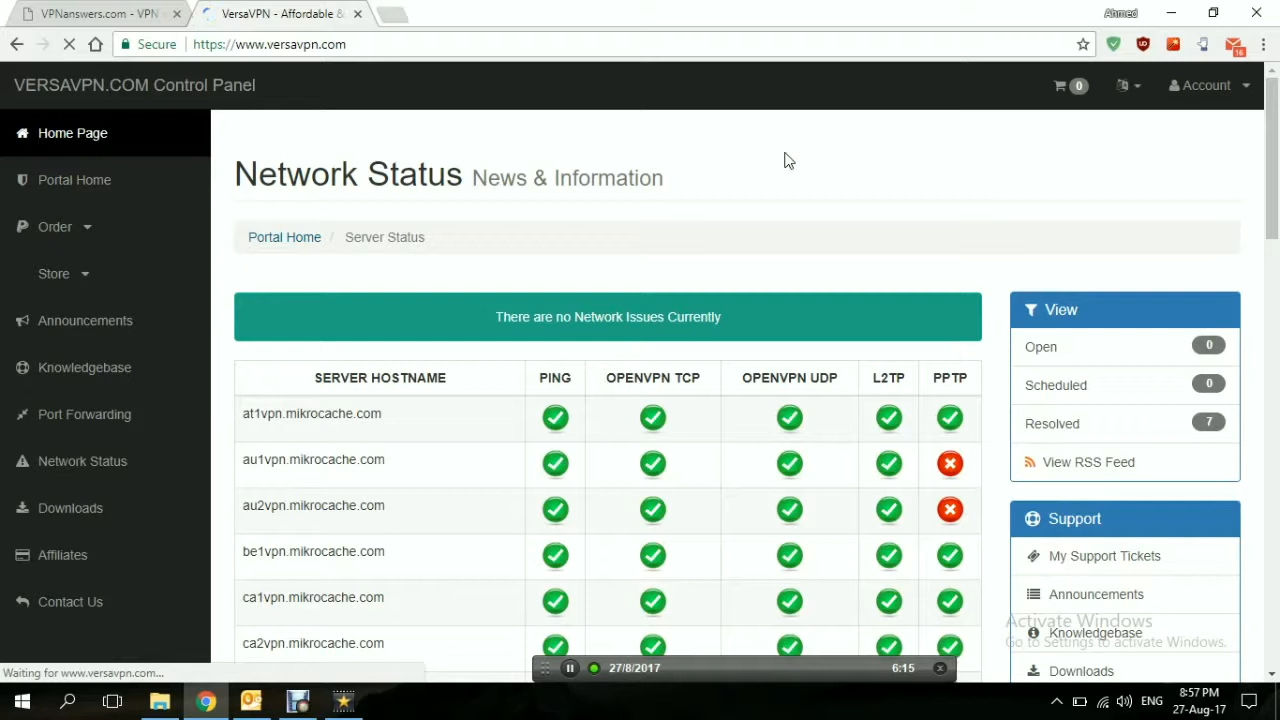 VPNanswers.com - VPN
VersaVPN - Affordable &
Ahmed
Secure
https://www.versavpn.com
16
VERSAVPN.COM Control Panel
0
Account
Home Page
Portal Home
Order
Store
Announcements
Knowledgebase
Port Forwarding
Network Status
Downloads
Affiliates
Contact Us
Network Status News & Information
Portal Home / Server Status
There are no Network Issues Currently
SERVER HOSTNAME PING OPENVPN TCP OPENVPN UDP L2TP PPTP
at1vpn.mikrocache.com
au1vpn.mikrocache.com
au2vpn.mikrocache.com
be1vpn.mikrocache.com
ca1vpn.mikrocache.com
ca2vpn.mikrocache.com
View
Open 0
Scheduled 0
Resolved 7
View RSS Feed
Support
My Support Tickets
Announcements
Knowledgebase
Downloads
Activate Windows
Go to Settings to activate Windows.
Waiting for www.versavpn.com...
27/8/2017
6:15
ENG
8:57 PM
27-Aug-17